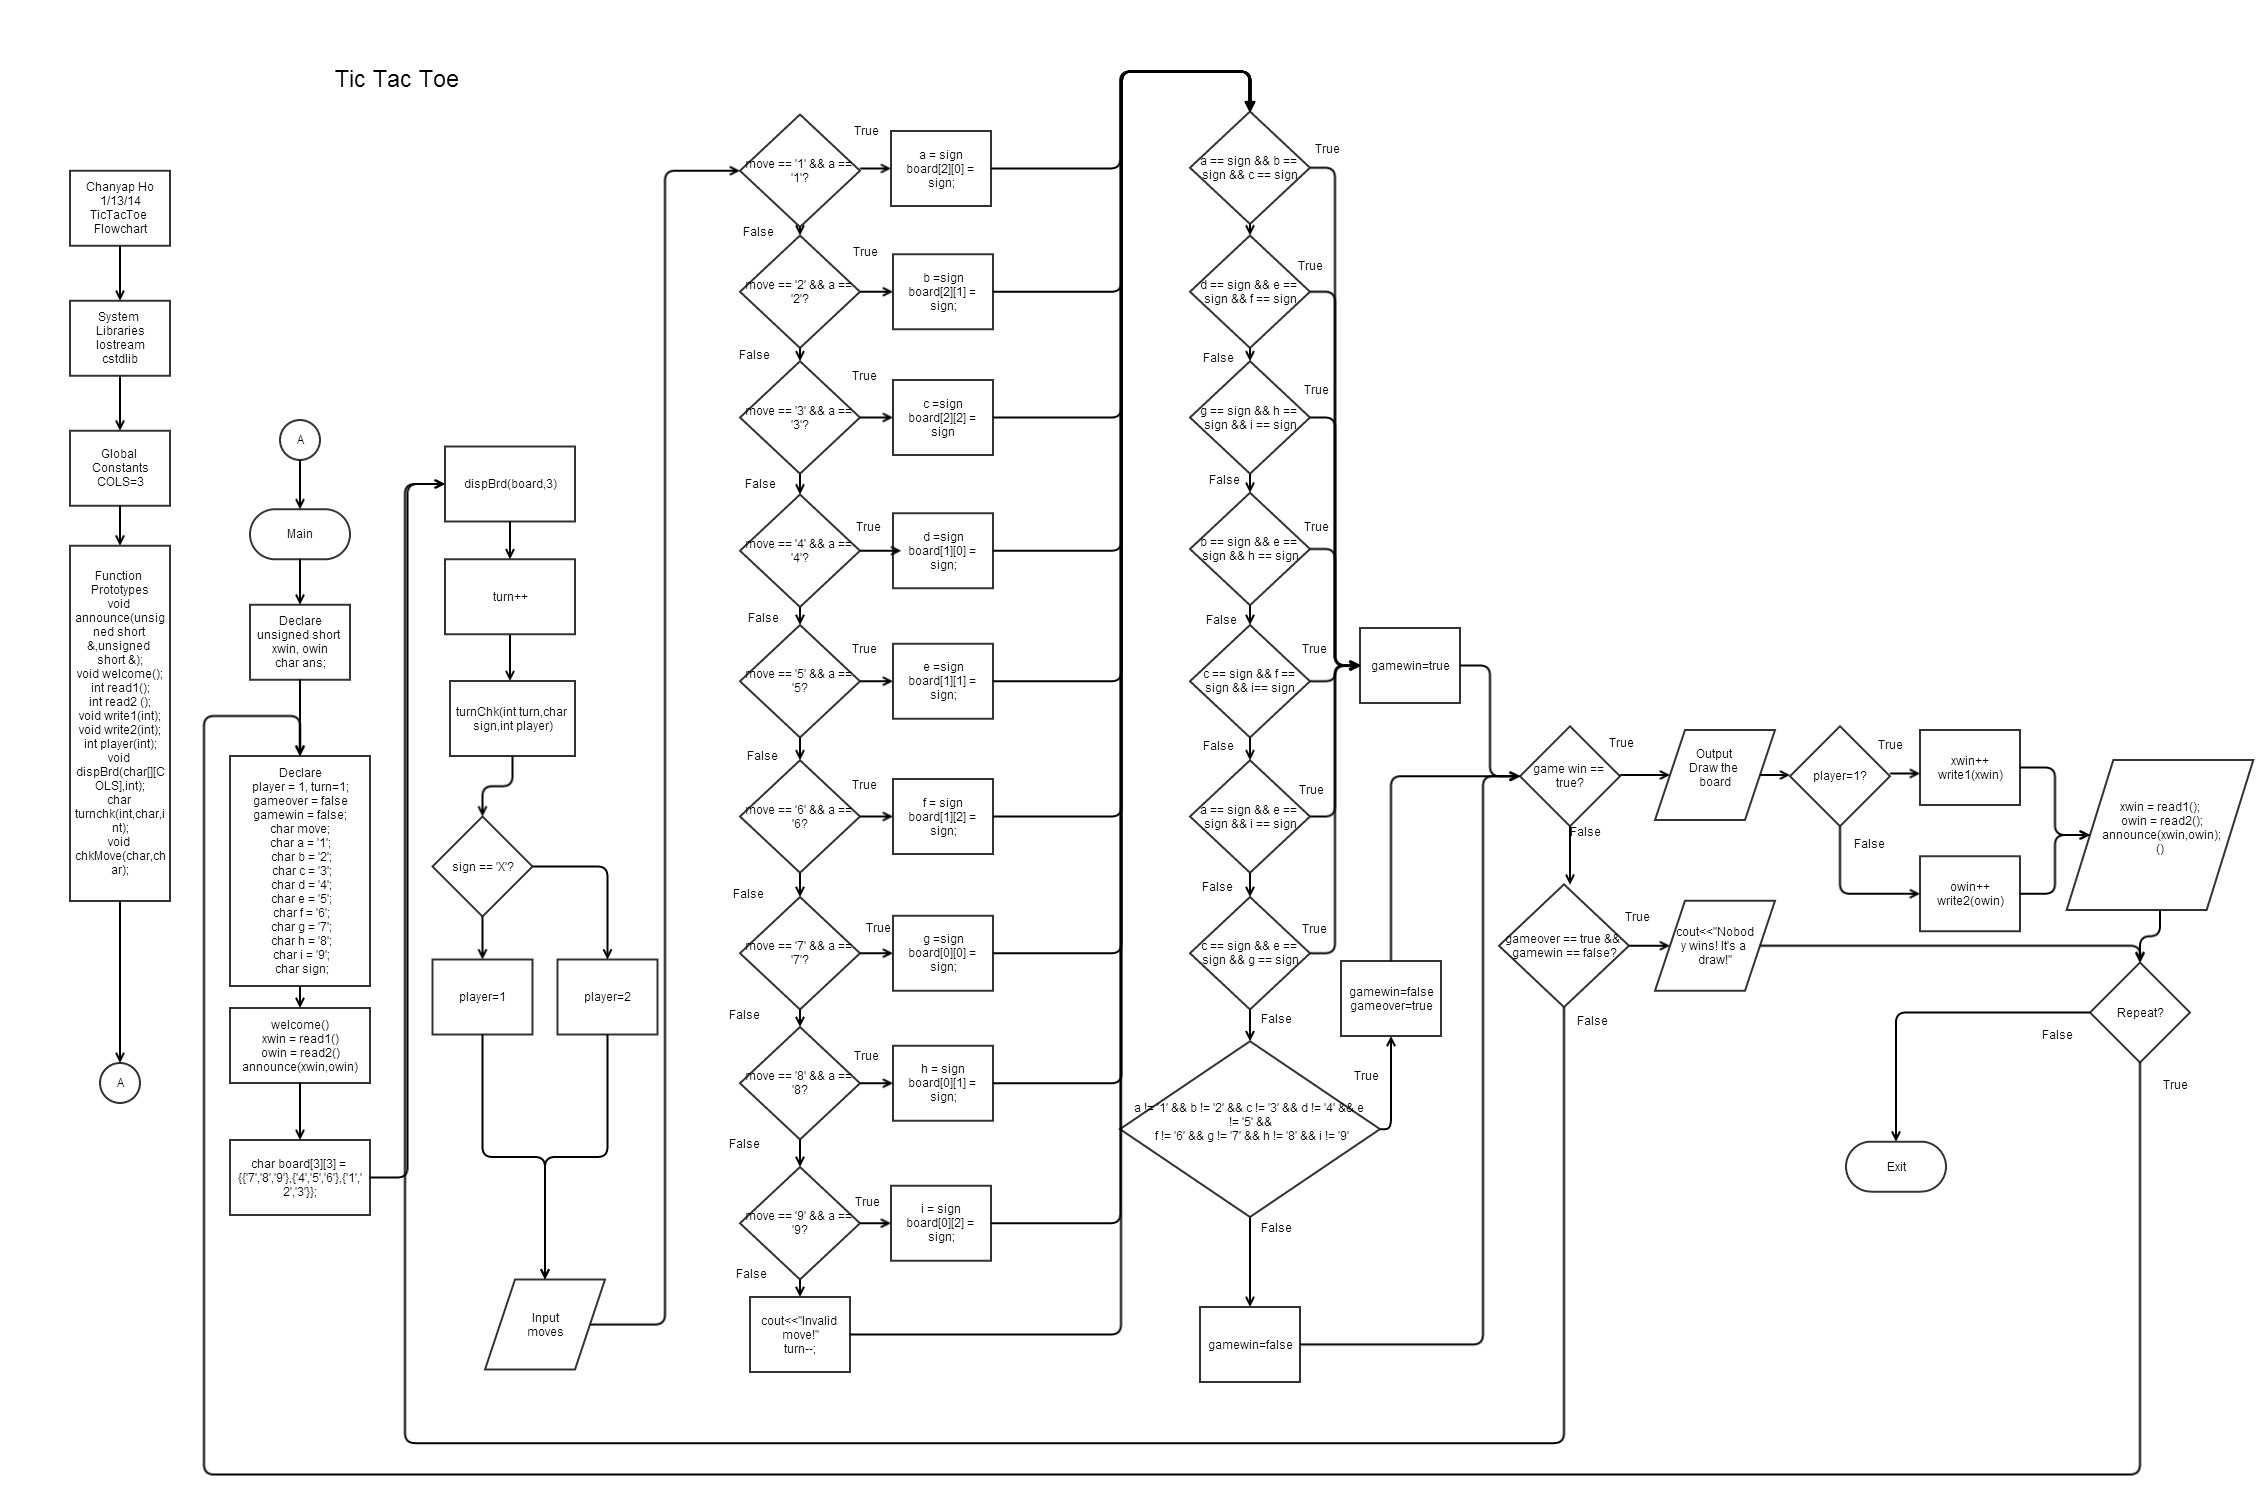 Tic Tac Toe
Chanyap Ho
1/13/14
TicTacToe
Flowchart
System
Libraries
Iostream
cstdlib
Global
Constants
COLS=3
Function
Prototypes
void
announce(unsig
ned short
&,unsigned
short &);
void welcome();
int read1();
int read2 ();
void write1(int);
void write2(int);
int player(int);
void
dispBrd(char[][C
OLS],int);
char
turnchk(int,char,i
nt);
void
chkMove(char,ch
ar);
A
A
Main
Declare
unsigned short
xwin, owin
char ans;
Declare
player = 1, turn=1;
gameover = false
gamewin = false;
char move;
char a = '1';
char b = '2';
char c = '3';
char d = '4';
char e = '5';
char f = '6';
char g = '7';
char h = '8';
char i = '9';
char sign;
welcome()
xwin = read1()
owin = read2()
announce(xwin,owin)
char board[3][3] =
{{'7','8','9'},{'4','5','6'},{'1','
2','3'}};
dispBrd(board,3)
turn++
turnChk(int turn,char
sign,int player)
sign == 'X'?
player=1
player=2
Input
moves
move == '1' && a ==
'1'?
True
a = sign
board[2][0] =
sign;
False
move == '2' && a ==
'2'?
True
b =sign
board[2][1] =
sign;
False
move == '3' && a ==
'3'?
True
c =sign
board[2][2] =
sign
False
move == '4' && a ==
'4'?
True
d =sign
board[1][0] =
sign;
False
move == '5' && a ==
'5?
True
e =sign
board[1][1] =
sign;
False
move == '6' && a ==
'6?
True
f = sign
board[1][2] =
sign;
False
move == '7' && a ==
'7?
True
g =sign
board[0][0] =
sign;
False
move == '8' && a ==
'8?
True
h = sign
board[0][1] =
sign;
False
move == '9' && a ==
'9?
True
i = sign
board[0][2] =
sign;
False
cout<<"Invalid
move!"
turn--;
a == sign && b ==
sign && c == sign
True
d == sign && e ==
sign && f == sign
True
False
g == sign && h ==
sign && i == sign
True
False
b == sign && e ==
sign && h == sign
True
False
c == sign && f ==
sign && i== sign
True
False
a == sign && e ==
sign && i == sign
True
False
c == sign && e ==
sign && g == sign
True
False
a != '1' && b != '2' && c != '3' && d != '4' && e
!= '5' &&
f != '6' && g != '7' && h != '8' && i != '9'
True
False
gamewin=false
gamewin=true
gamewin=false
gameover=true
game win ==
true?
True
False
Output
Draw the
board
player=1?
True
False
xwin++
write1(xwin)
owin++
write2(owin)
xwin = read1();
owin = read2();
announce(xwin,owin);
()
gameover == true &&
gamewin == false?
True
False
cout<<"Nobod
y wins! It's a
draw!"
Repeat?
False
True
Exit